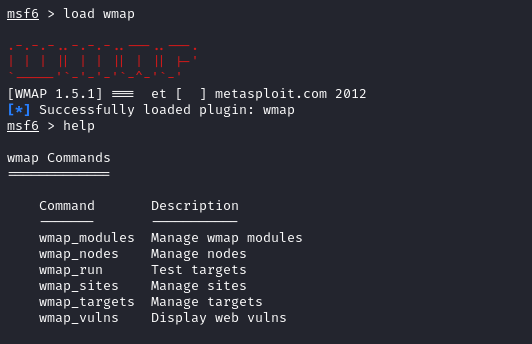 msf6 > load wmap
.-.-.-..-.-.-..---..---.
| | | || | | || | || |-'
`-----'`-'-'-'`-^-'`-'
[WMAP 1.5.1] ===  et [  ] metasploit.com 2012
[*] Successfully loaded plugin: wmap
msf6 > help
wmap Commands
=============
Command       Description
-------       -----------
wmap_modules  Manage wmap modules
wmap_nodes    Manage nodes
wmap_run      Test targets
wmap_sites    Manage sites
wmap_targets  Manage targets
wmap_vulns    Display web vulns